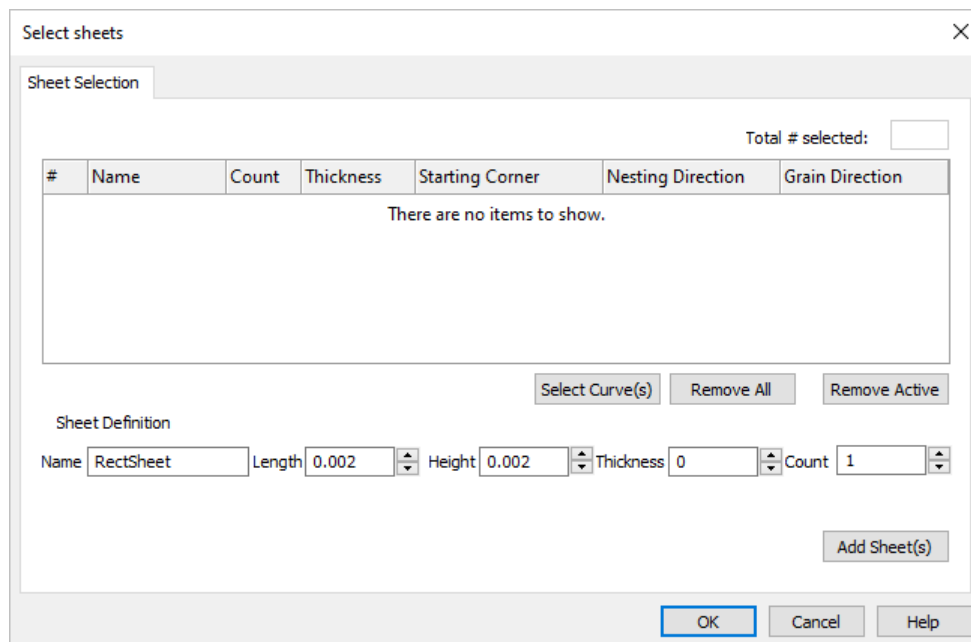 Select sheets
Sheet Selection
Total # selected:
# Name Count Thickness Starting Corner Nesting Direction Grain Direction
There are no items to show.
Select Curve(s) Remove All Remove Active
Sheet Definition
Name RectSheet Length 0.002 Height 0.002 Thickness 0 Count 1
Add Sheet(s)
OK Cancel Help